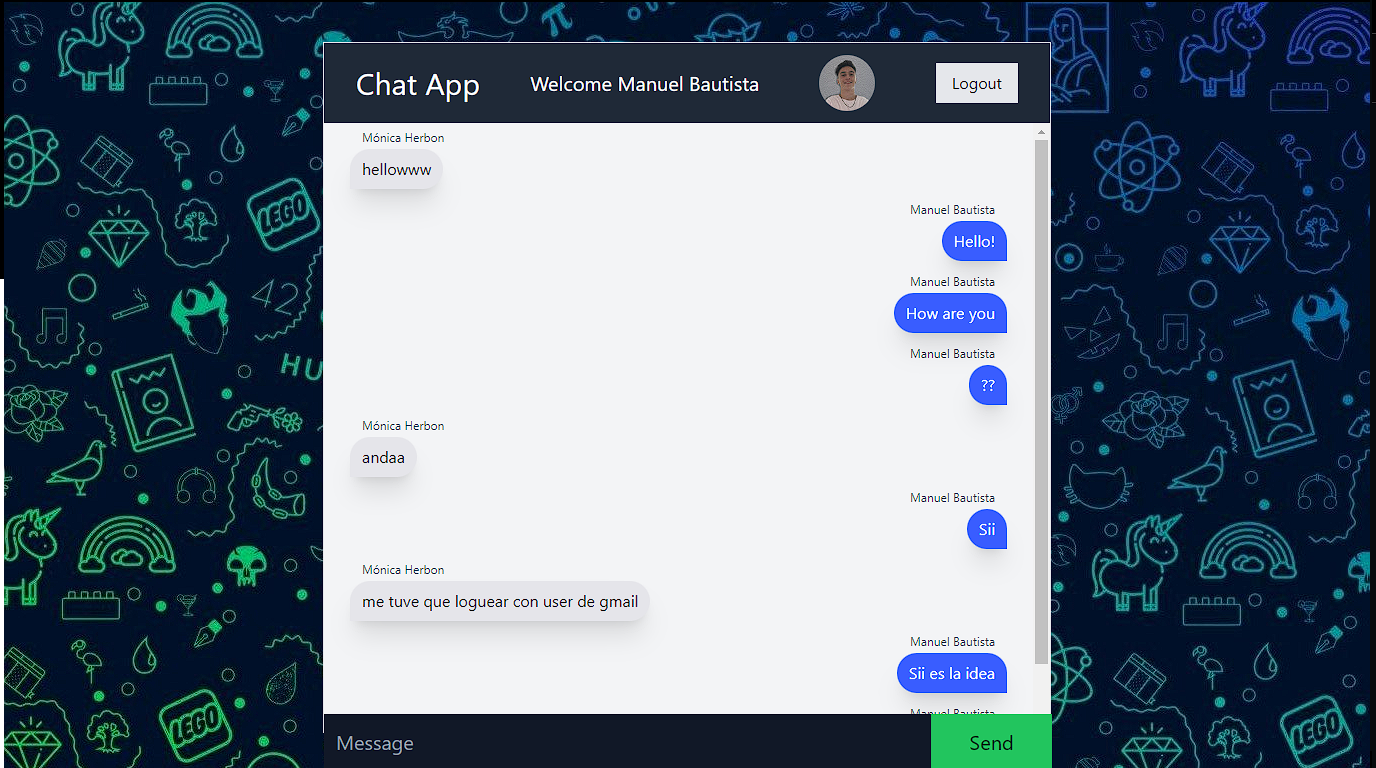 Chat App
Welcome Manuel Bautista
Logout
Mónica Herbon
hellowww
Manuel Bautista
Hello!
Manuel Bautista
How are you
Manuel Bautista
??
Mónica Herbon
andaa
Manuel Bautista
Sii
Mónica Herbon
me tuve que loguear con user de gmail
Manuel Bautista
Sii es la idea
Manuel Bautista
Message
Send
LEGO
42
HU
LEGO
LEGO